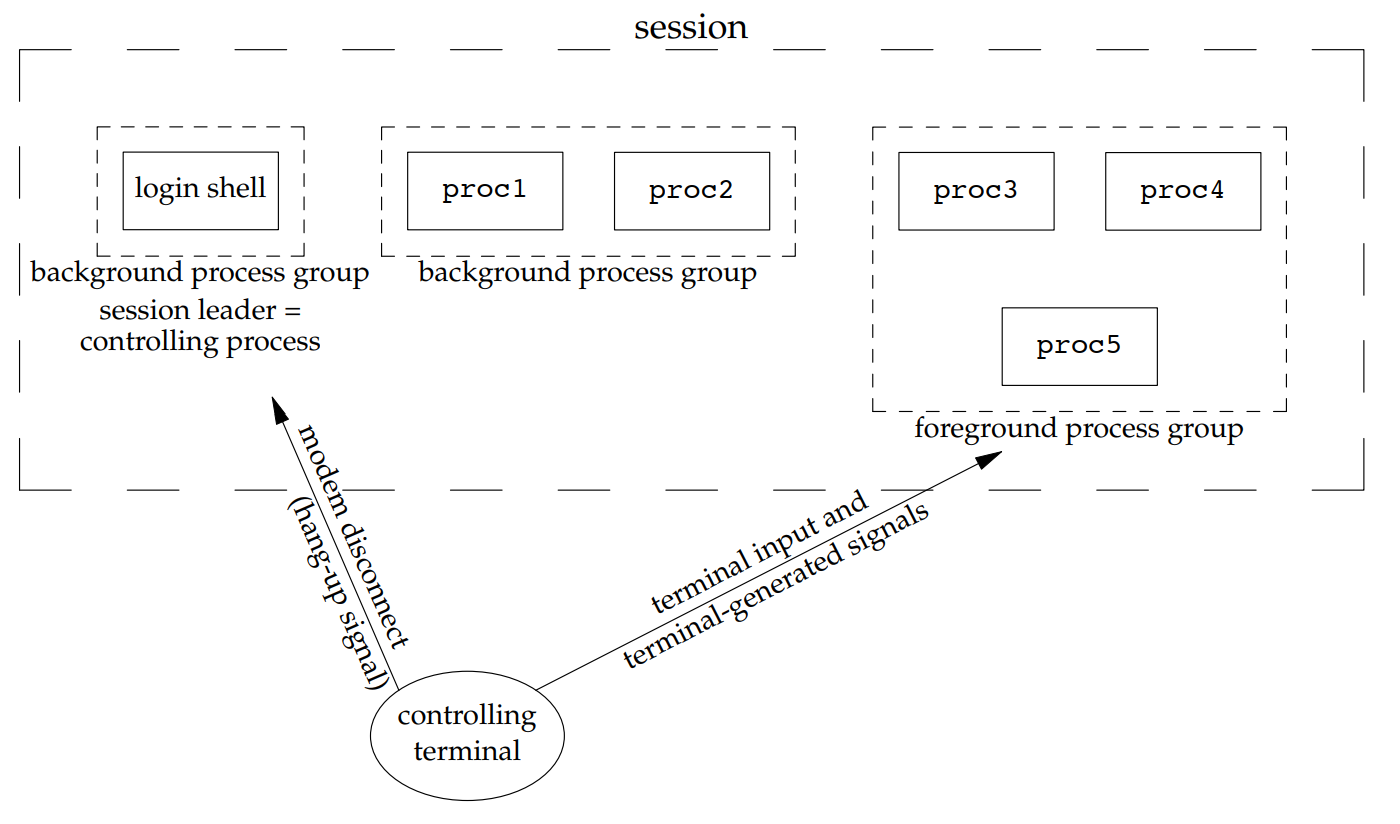 session
login shell
proc1
proc2
proc3
proc4
background process group
session leader =
controlling process
background process group
proc5
foreground process group
modem disconnect
(hang-up signal)
terminal input and
terminal-generated signals
controlling
terminal